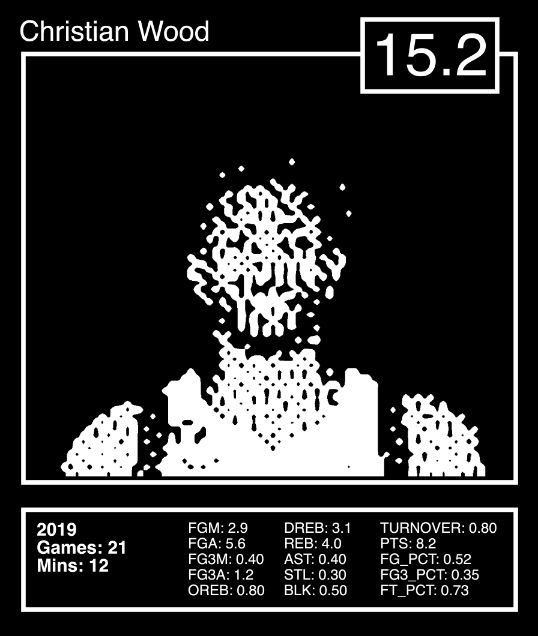 Christian Wood
15.2
2019
Games: 21
Mins: 12
FGM: 2.9
FGA: 5.6
FG3M: 0.40
FG3A: 1.2
OREB: 0.80
DREB: 3.1
REB: 4.0
AST: 0.40
STL: 0.30
BLK: 0.50
TURNOVER: 0.80
PTS: 8.2
FG_PCT: 0.52
FG3_PCT: 0.35
FT_PCT: 0.73